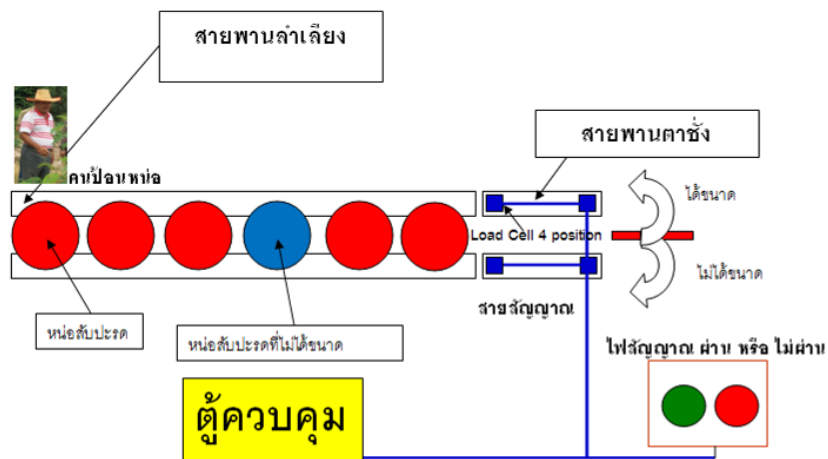 สายพานลำเลียง
สายพานตาชั่ง
คนป้อนหน่อ
ได้ขนาด
Load Cell 4 position
ไม่ได้ขนาด
สายสัญญาณ
หน่อสับปะรด
หน่อสับปะรดที่ไม่ได้ขนาด
ไฟสัญญาณ ผ่าน หรือ ไม่ผ่าน
ตู้ควบคุม